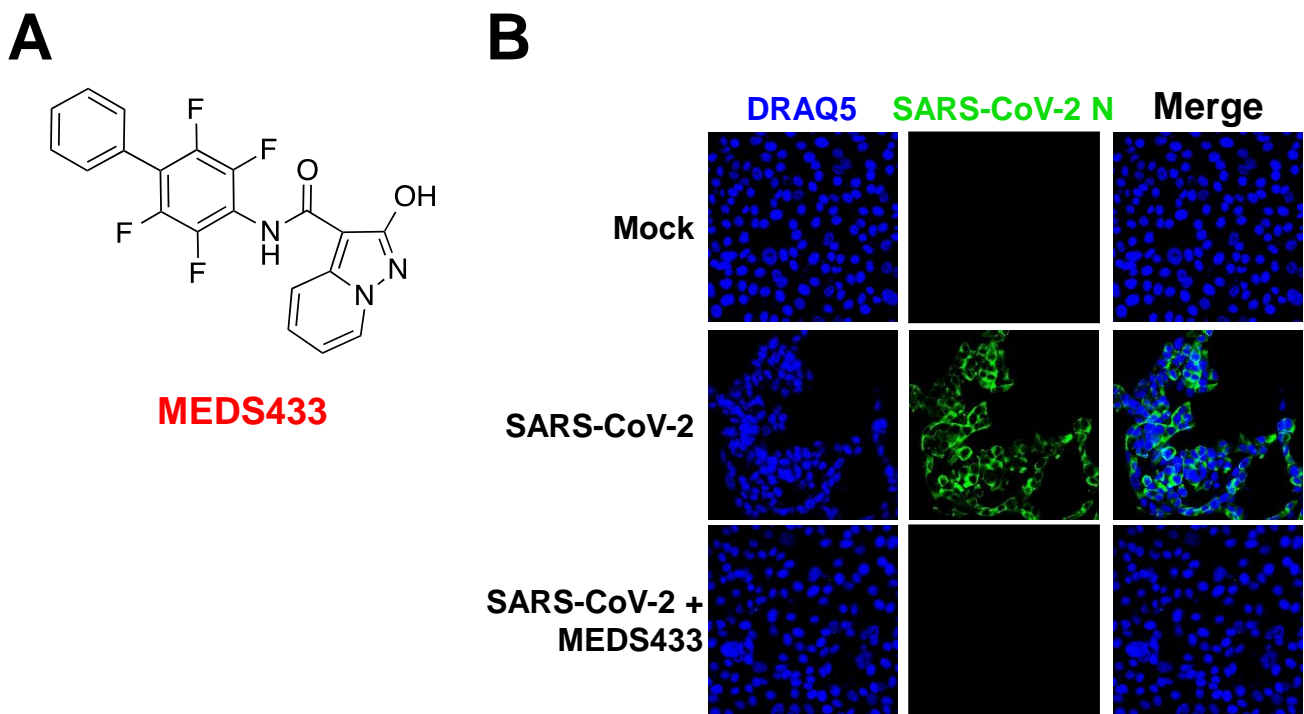 A
F
F
O
OH
F
N
H
N
F
N
MEDS433
B
DRAQ5 SARS-CoV-2 N Merge
Mock
SARS-CoV-2
SARS-CoV-2 +
MEDS433